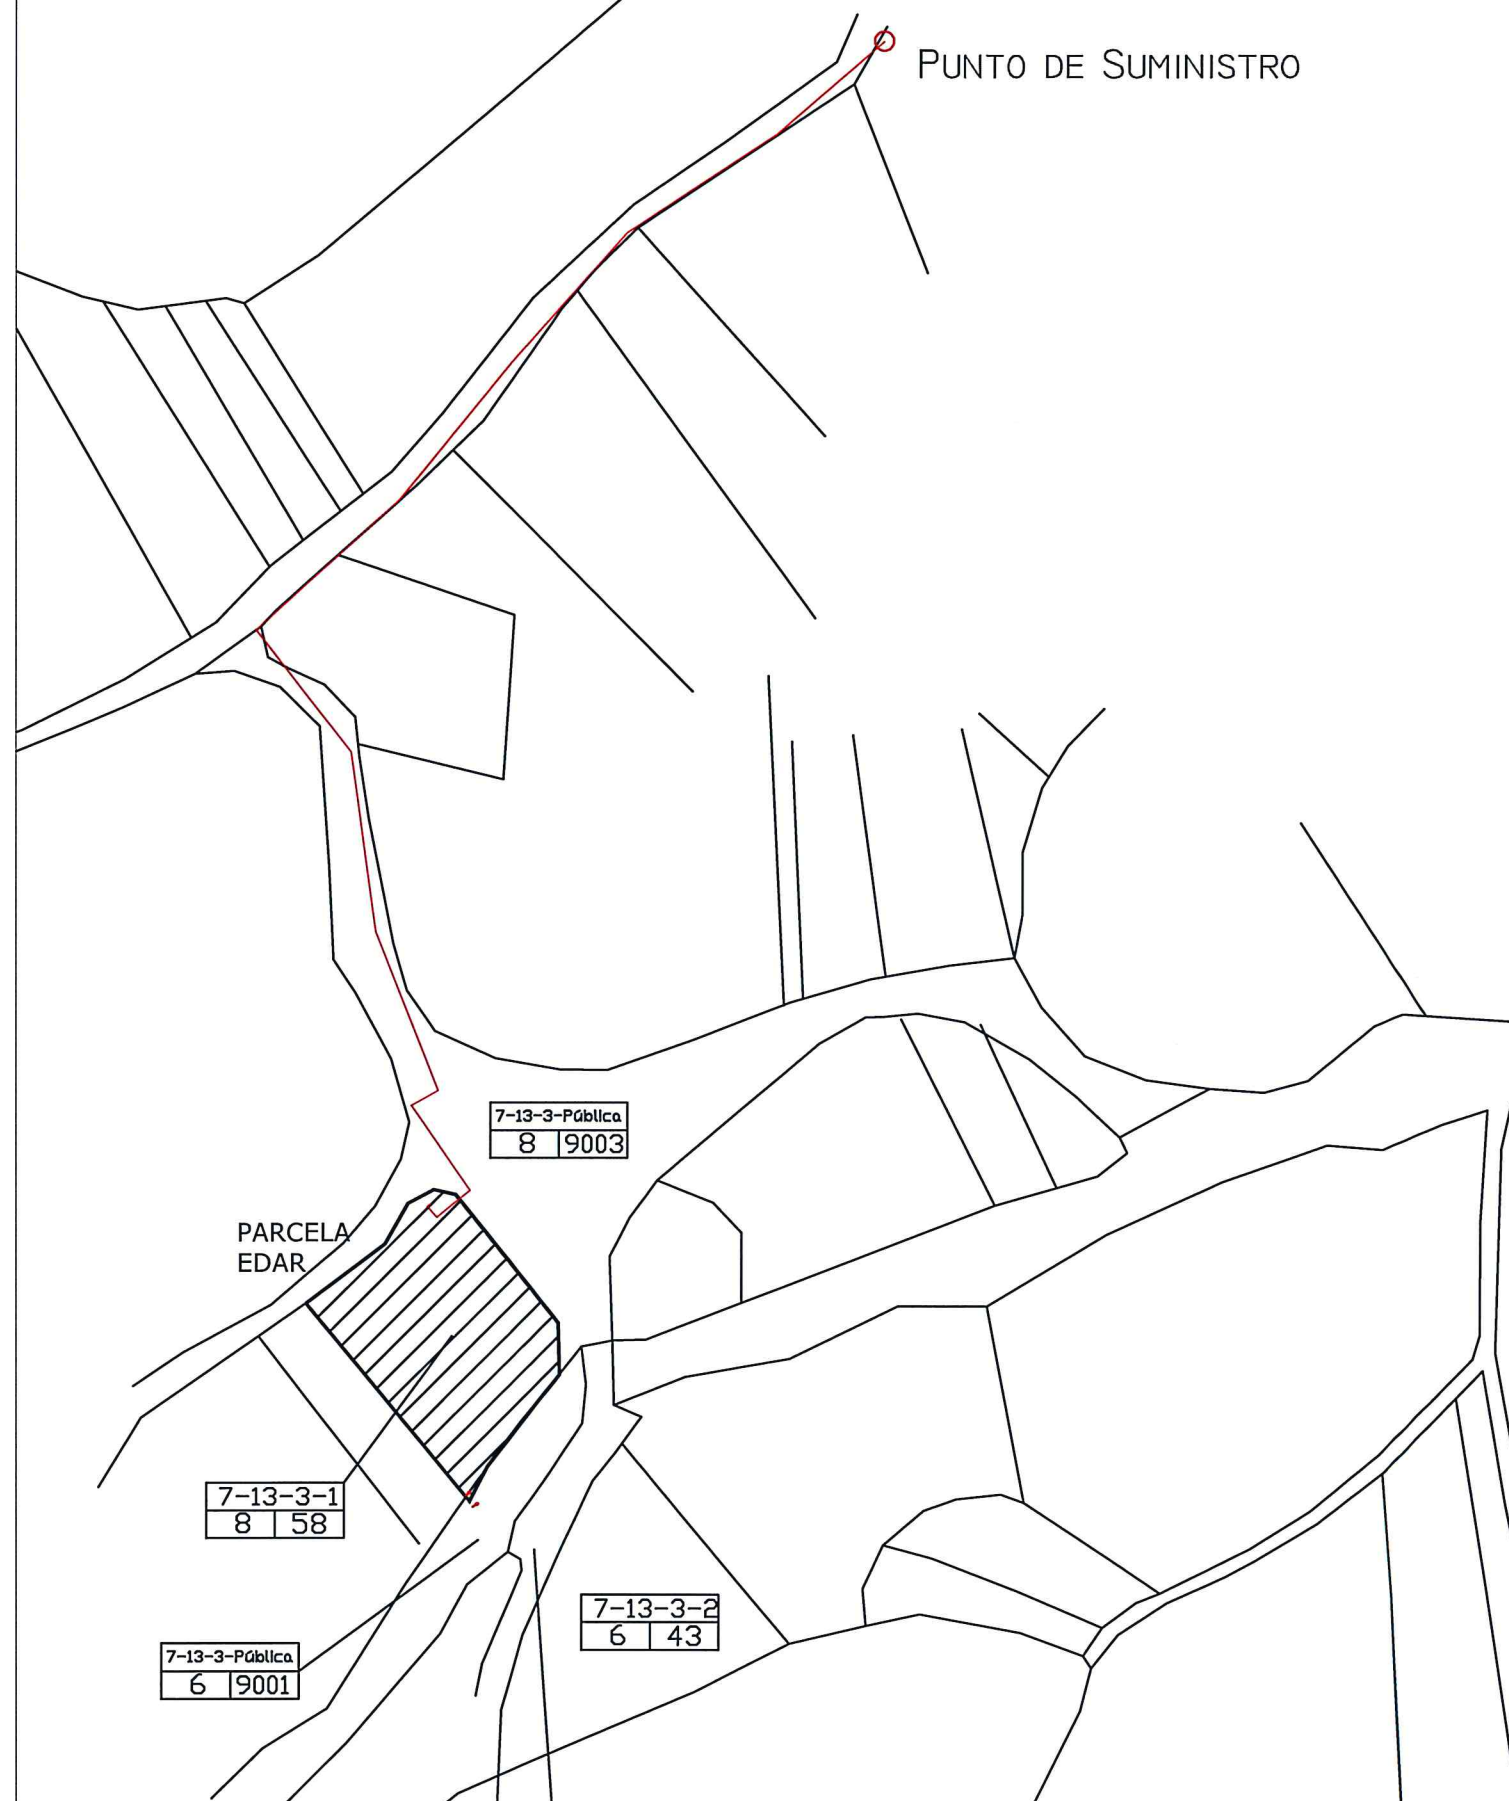 PUNTO DE SUMINISTRO
7-13-3-Pública
8 9003
PARCELA
EDAR
7-13-3-1
8 58
7-13-3-2
6 43
7-13-3-Pública
6 9001